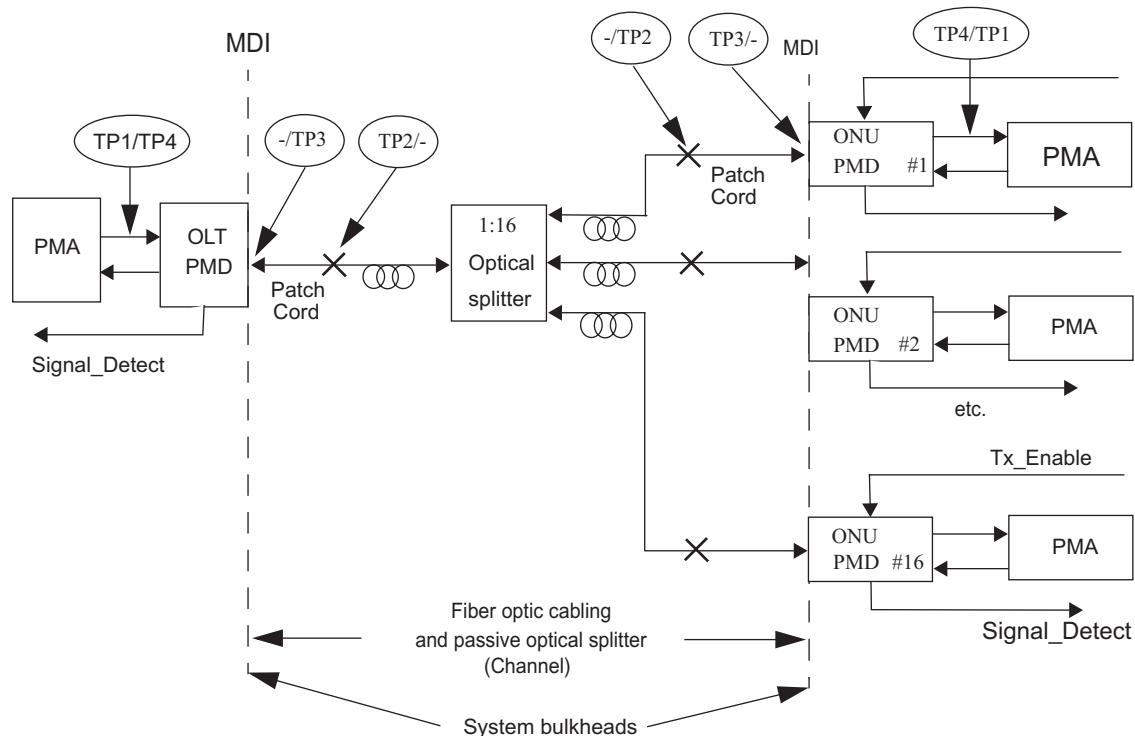 MDI
-/TP2
TP3/-
MDI
TP4/TP1
TP1/TP4
-/TP3
TP2/-
ONU
PMD #1
PMA
Patch
Cord
PMA
OLT
PMD
1:16
Optical
splitter
Patch
Cord
ONU
PMD #2
PMA
Signal_Detect
etc.
Tx_Enable
ONU
PMD #16
PMA
Signal_Detect
Fiber optic cabling
and passive optical splitter
(Channel)
System bulkheads